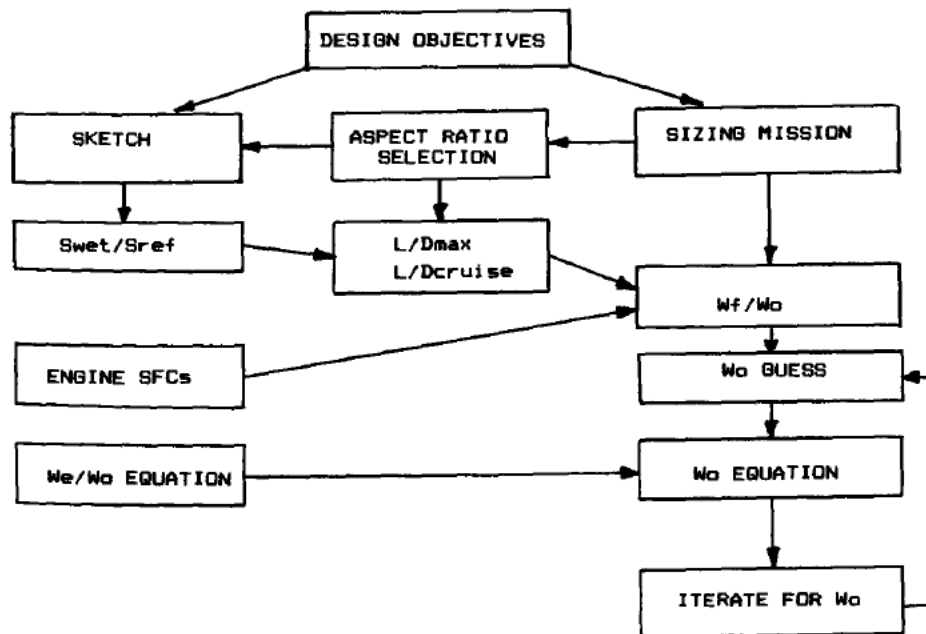 DESIGN OBJECTIVES
SKETCH
ASPECT RATIO
SELECTION
SIZING MISSION
Swet/Sref
L/Dmax
L/Dcruise
Wf/Wo
ENGINE SFCs
Wo GUESS
We/Wo EQUATION
Wo EQUATION
ITERATE FOR Wo